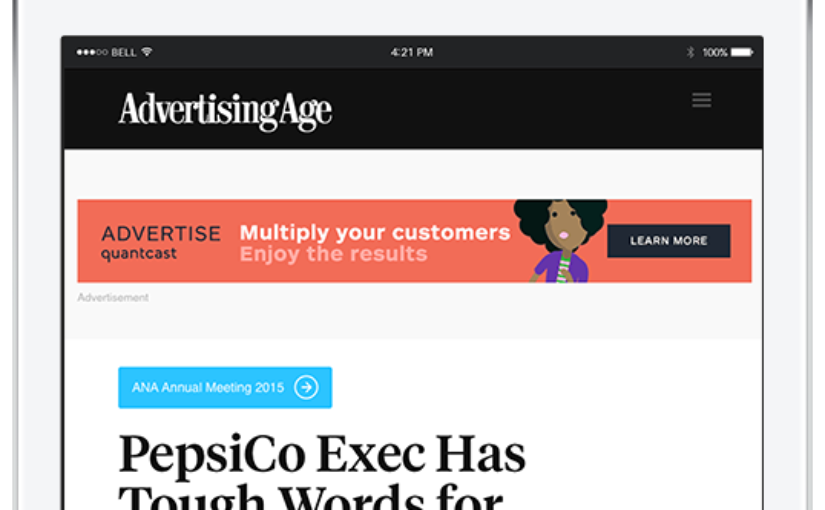 BELL 4:21 PM 100%
AdvertisingAge
ADVERTISE
quantcast
Multiply your customers
Enjoy the results
LEARN MORE
Advertisement
ANA Annual Meeting 2015
PepsiCo Exec Has
Tough Words for